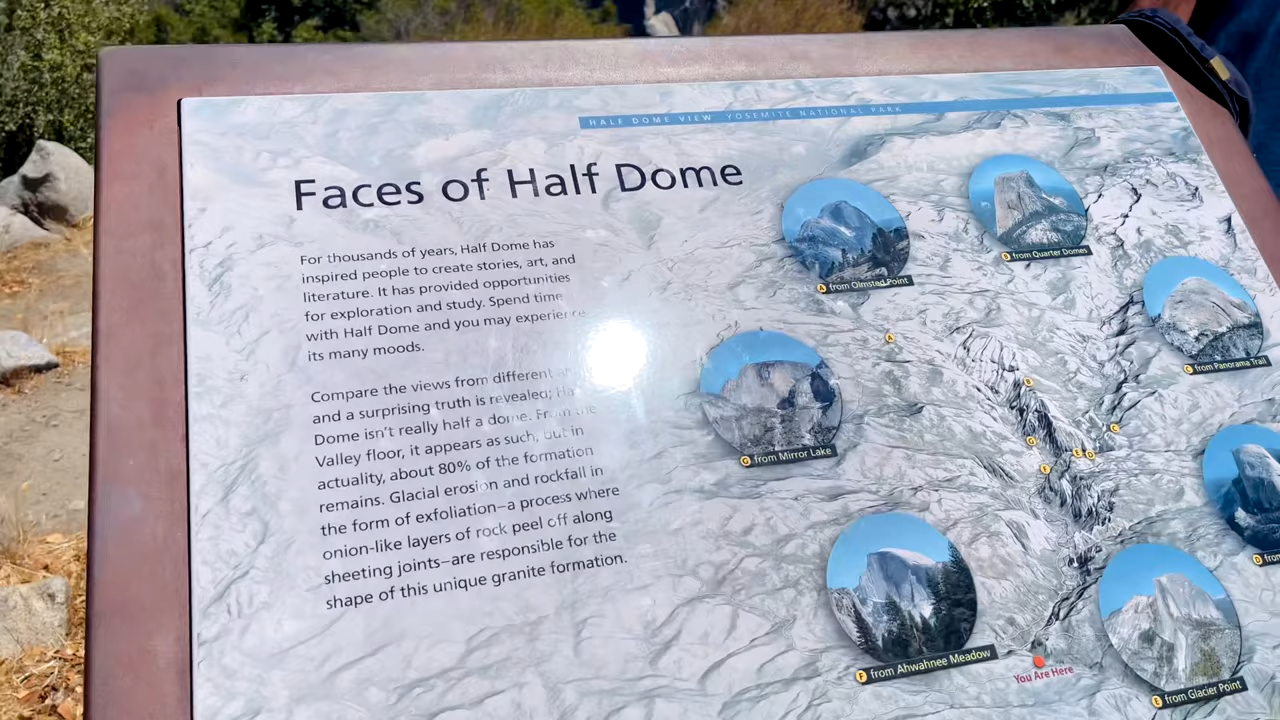 HALF DOME VIEW YOSEMITE NATIONAL PARK
Faces of Half Dome
For thousands of years, Half Dome has
inspired people to create stories, art, and
literature. It has provided opportunities
for exploration and study. Spend time
with Half Dome and you may experience
its many moods.
Compare the views from different
and a surprising truth is revealed;
Dome isn't really half a dome. From the
Valley floor, it appears as such, but in
actuality, about 80% of the formation
remains. Glacial erosion and rockfall in
the form of exfoliation–a process where
onion-like layers of rock peel off along
sheeting joints–are responsible for the
shape of this unique granite formation.
A from Olmsted Point
B from Quarter Domes
C from Panorama Trail
G from Mirror Lake
D
F from Ahwahnee Meadow
E from Glacier Point
A
B
C
G
E D
F
You Are Here